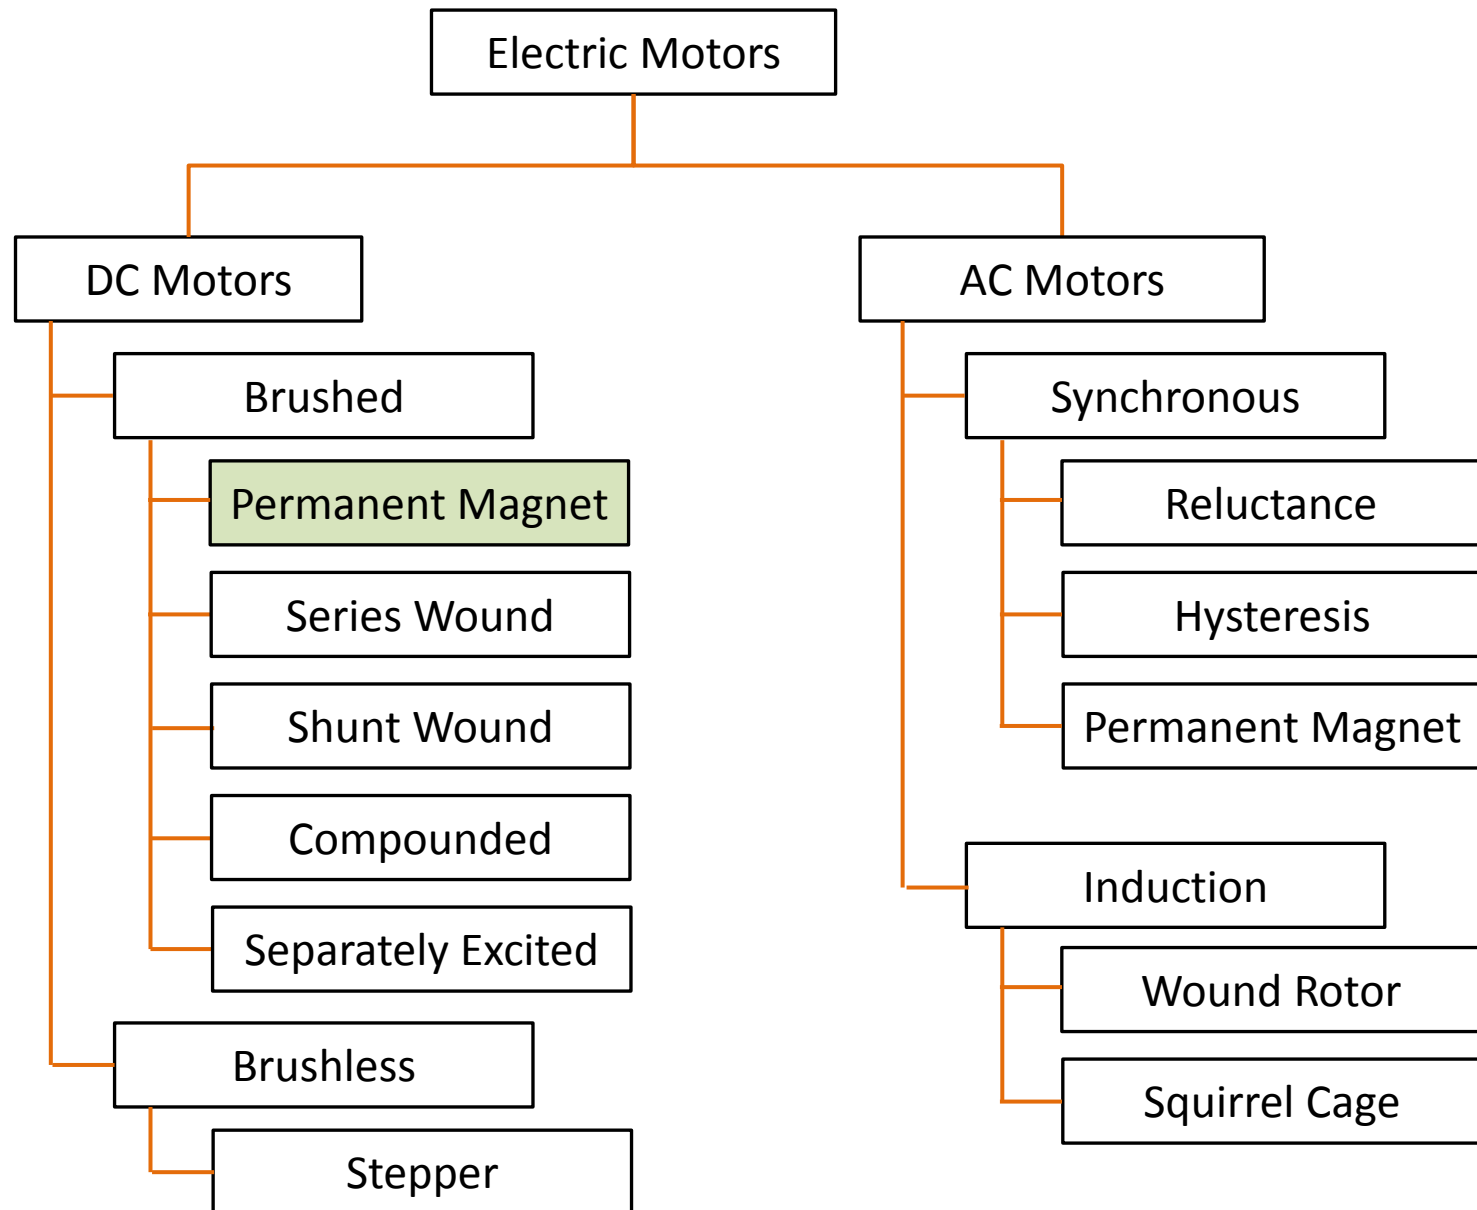 Electric Motors
DC Motors
Brushed
Permanent Magnet
Series Wound
Shunt Wound
Compounded
Separately Excited
Brushless
Stepper
AC Motors
Synchronous
Reluctance
Hysteresis
Permanent Magnet
Induction
Wound Rotor
Squirrel Cage